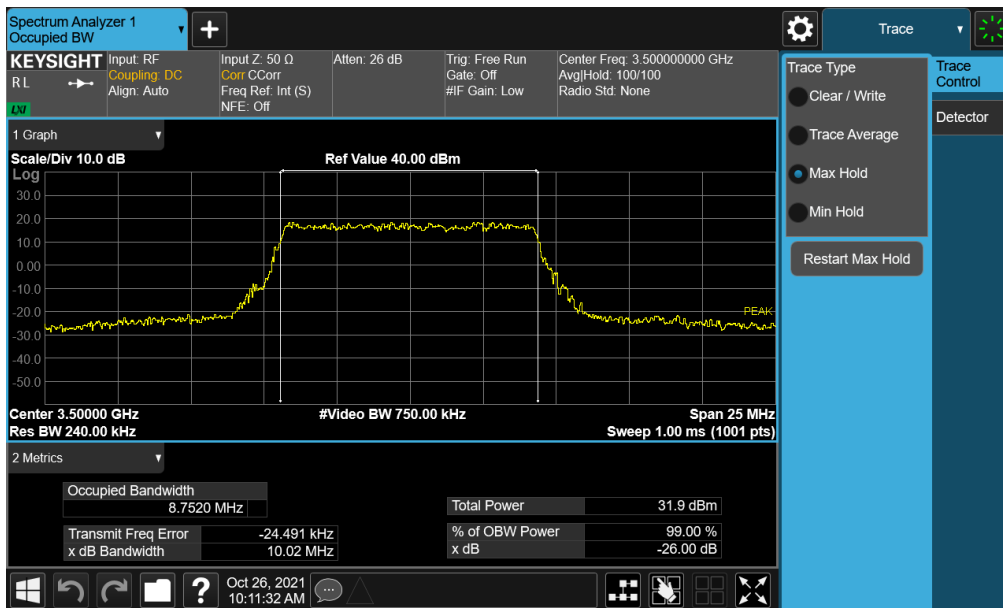 Spectrum Analyzer 1
Occupied BW
Trace
KEYSIGHT Input: RF Input Z: 50 Ω Atten: 26 dB Trig: Free Run Center Freq: 3.500000000 GHz
R L Coupling: DC Corr CCorr Gate: Off Avg|Hold: 100/100
Align: Auto Freq Ref: Int (S) #IF Gain: Low Radio Std: None
LXI NFE: Off
Trace Type
Clear / Write
Trace Average
Max Hold
Min Hold
Restart Max Hold
Trace
Control
Detector
1 Graph
Scale/Div 10.0 dB Ref Value 40.00 dBm
Log
30.0
20.0
10.0
0.00
-10.0
-20.0
PEAK
-30.0
-40.0
-50.0
Center 3.50000 GHz #Video BW 750.00 kHz Span 25 MHz
Res BW 240.00 kHz Sweep 1.00 ms (1001 pts)
2 Metrics
Occupied Bandwidth
8.7520 MHz
Transmit Freq Error -24.491 kHz
x dB Bandwidth 10.02 MHz
Total Power 31.9 dBm
% of OBW Power 99.00 %
x dB -26.00 dB
? Oct 26, 2021
10:11:32 AM